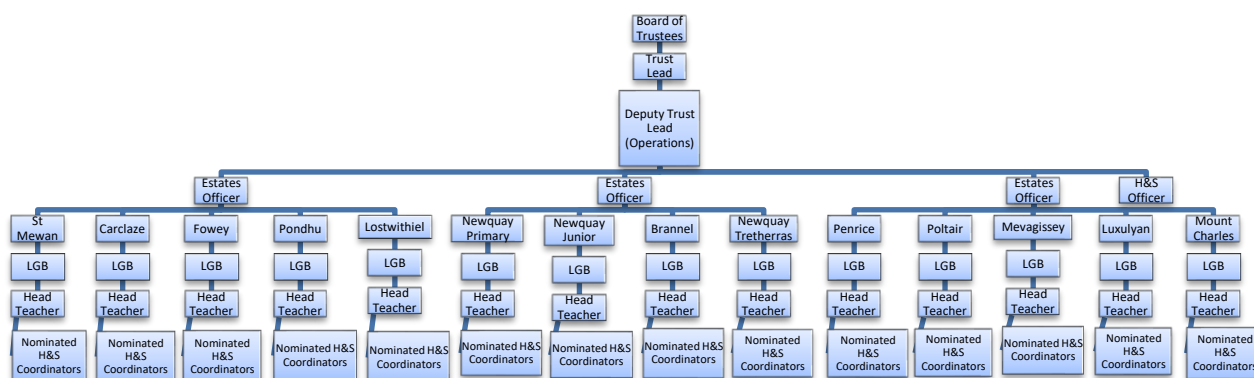 Board of
Trustees
Trust
Lead
Deputy Trust
Lead
(Operations)
Estates
Officer
Estates
Officer
Estates
Officer
H&S
Officer
St
Mewan
Carclaze
Fowey
Pondhu
Lostwithiel
Newquay
Primary
Newquay
Junior
Brannel
Newquay
Tretherras
Penrice
Poltair
Mevagissey
Luxulyan
Mount
Charles
LGB
LGB
LGB
LGB
LGB
LGB
LGB
LGB
LGB
LGB
LGB
LGB
LGB
LGB
Head
Teacher
Head
Teacher
Head
Teacher
Head
Teacher
Head
Teacher
Head
Teacher
Head
Teacher
Head
Teacher
Head
Teacher
Head
Teacher
Head
Teacher
Head
Teacher
Head
Teacher
Head
Teacher
Nominated
H&S
Coordinators
Nominated
H&S
Coordinators
Nominated
H&S
Coordinators
Nominated H&S
Coordinators
Nominated H&S
Coordinators
Nominated
H&S
Coordinators
Nominated H&S
Coordinators
Nominated H&S
Coordinators
Nominated
H&S
Coordinators
Nominated
H&S
Coordinators
Nominated H&S
Coordinators
Nominated
H&S Coordinators
Nominated
H&S
Coordinators
Nominated
H&S
Coordinators